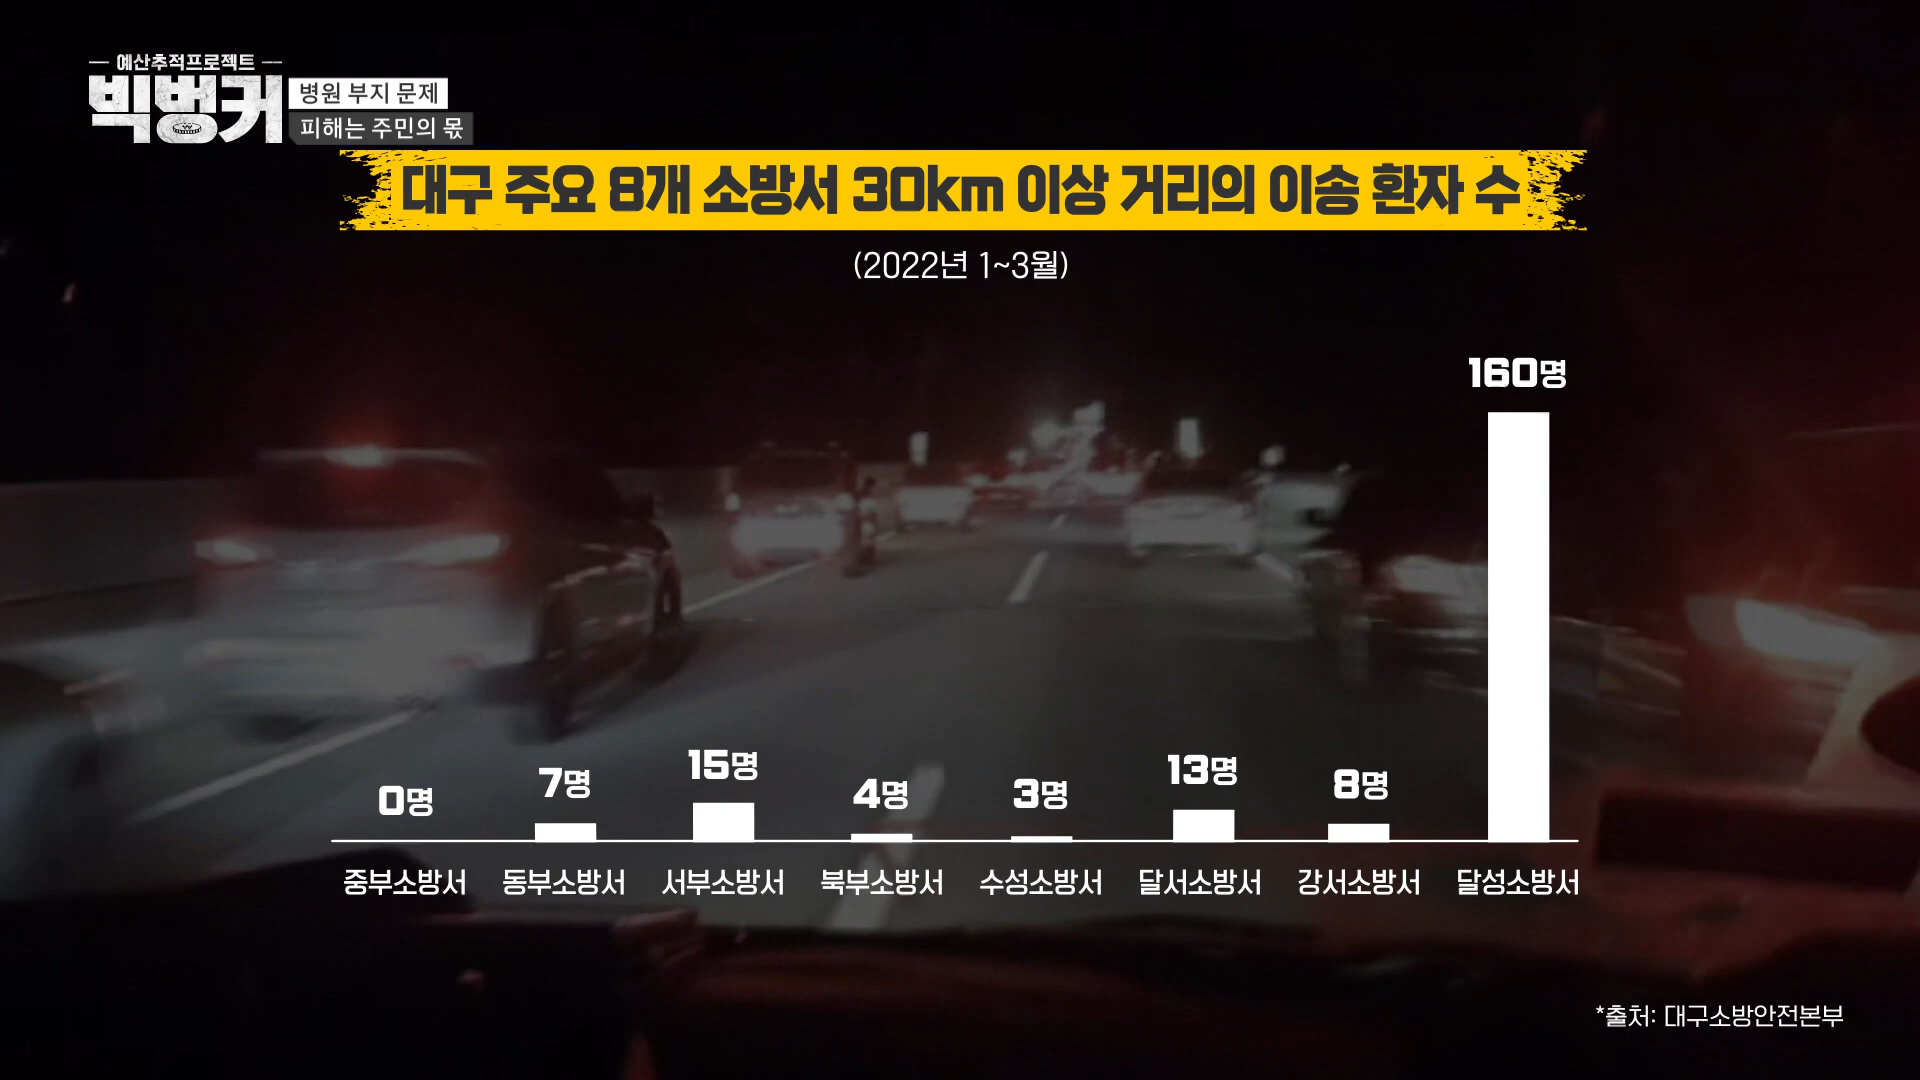 예산추적프로젝트
빅벙커
병원 부지 문제
피해는 주민의 몫
대구 주요 8개 소방서 30km 이상 거리의 이송 환자 수
(2022년 1~3월)
0명 7명 15명 4명 3명 13명 8명 160명
중부소방서 동부소방서 서부소방서 북부소방서 수성소방서 달서소방서 강서소방서 달성소방서
*출처: 대구소방안전본부